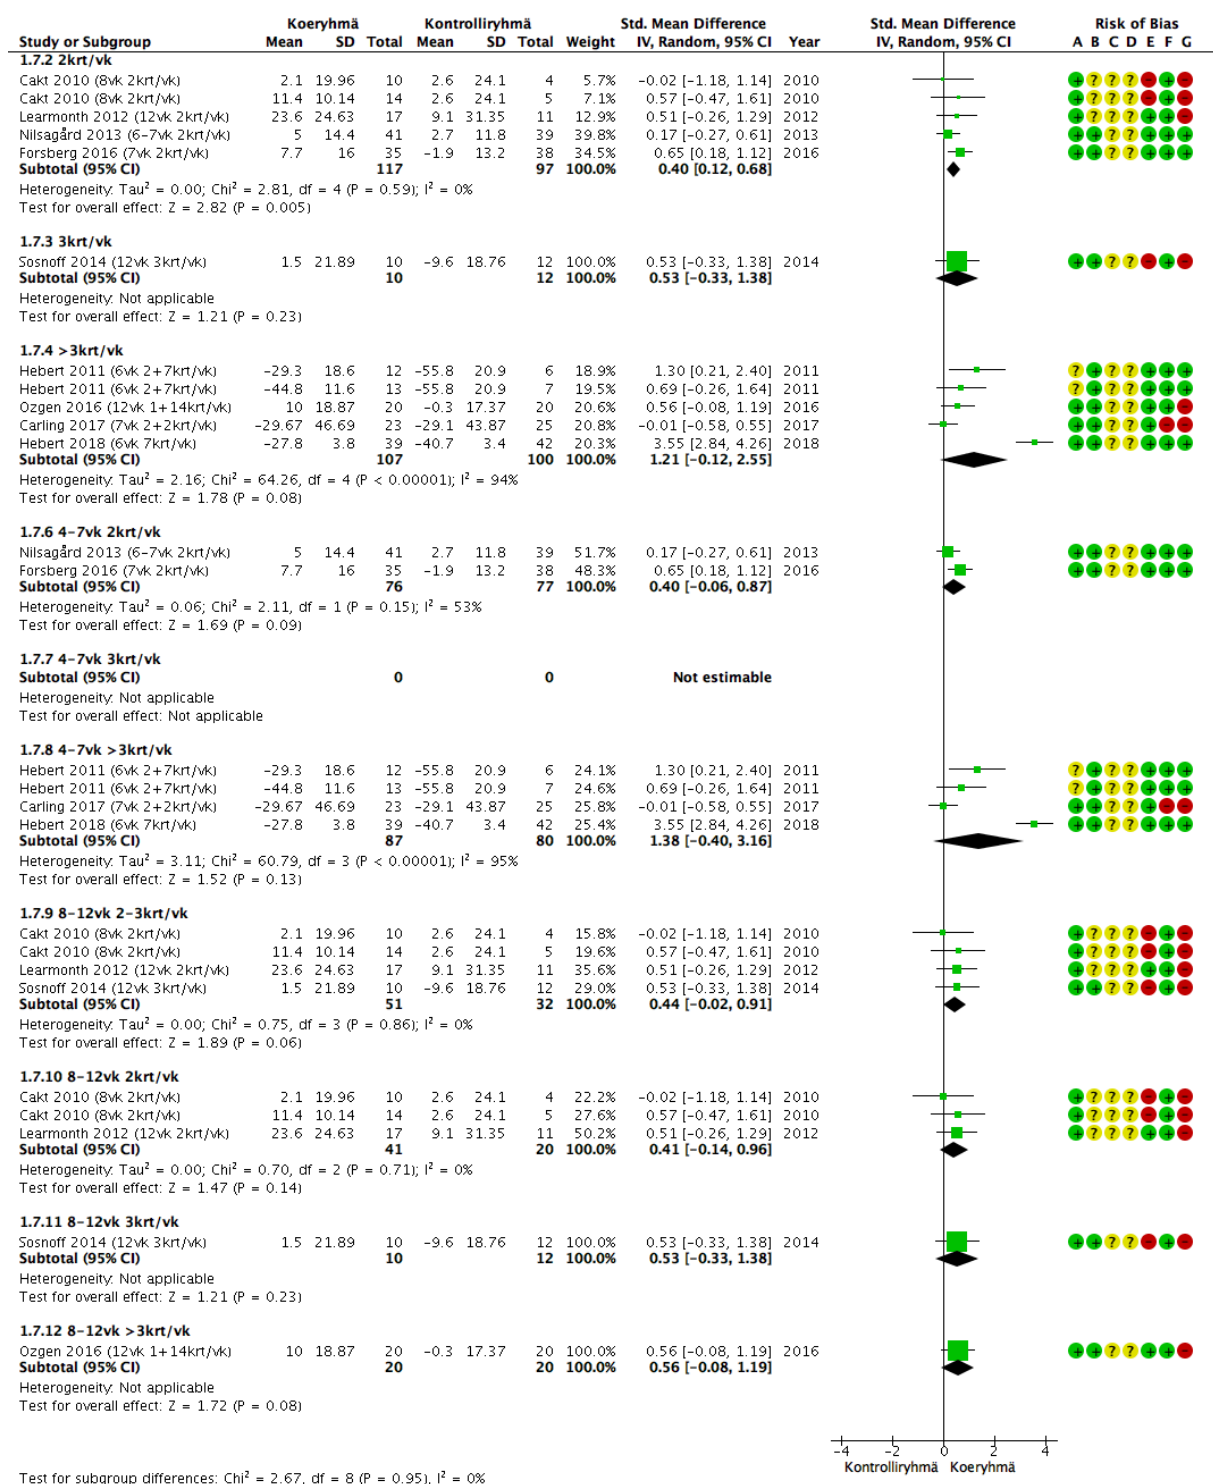 Koeryhmä Kontrolliryhmä Std. Mean Difference Std. Mean Difference Risk of Bias
Study or Subgroup Mean SD Total Mean SD Total Weight IV, Random, 95% CI Year IV, Random, 95% CI A B C D E F G
1.7.2 2krt/vk
Cakt 2010 (8vk 2krt/vk) 2.1 19.96 10 2.6 24.1 4 5.7% −0.02 [−1.18, 1.14] 2010 + ? ? ? − + −
Cakt 2010 (8vk 2krt/vk) 11.4 10.14 14 2.6 24.1 5 7.1% 0.57 [−0.47, 1.61] 2010 + ? ? ? − + −
Learmonth 2012 (12vk 2krt/vk) 23.6 24.63 17 9.1 31.35 11 12.9% 0.51 [−0.26, 1.29] 2012 + ? ? ? + + −
Nilsagård 2013 (6–7vk 2krt/vk) 5 14.4 41 2.7 11.8 39 39.8% 0.17 [−0.27, 0.61] 2013 + + ? ? + + +
Forsberg 2016 (7vk 2krt/vk) 7.7 16 35 −1.9 13.2 38 34.5% 0.65 [0.18, 1.12] 2016 + + ? ? + + +
Subtotal (95% CI) 117 97 100.0% 0.40 [0.12, 0.68]
Heterogeneity: Tau² = 0.00; Chi² = 2.81, df = 4 (P = 0.59); I² = 0%
Test for overall effect: Z = 2.82 (P = 0.005)
1.7.3 3krt/vk
Sosnoff 2014 (12vk 3krt/vk) 1.5 21.89 10 −9.6 18.76 12 100.0% 0.53 [−0.33, 1.38] 2014 + + ? ? − + −
Subtotal (95% CI) 10 12 100.0% 0.53 [−0.33, 1.38]
Heterogeneity: Not applicable
Test for overall effect: Z = 1.21 (P = 0.23)
1.7.4 >3krt/vk
Hebert 2011 (6vk 2+7krt/vk) −29.3 18.6 12 −55.8 20.9 6 18.9% 1.30 [0.21, 2.40] 2011 ? + ? ? + + +
Hebert 2011 (6vk 2+7krt/vk) −44.8 11.6 13 −55.8 20.9 7 19.5% 0.69 [−0.26, 1.64] 2011 ? + ? ? + + +
Ozgen 2016 (12vk 1+14krt/vk) 10 18.87 20 −0.3 17.37 20 20.6% 0.56 [−0.08, 1.19] 2016 + + ? ? + + −
Carling 2017 (7vk 2+2krt/vk) −29.67 46.69 23 −29.1 43.87 25 20.8% −0.01 [−0.58, 0.55] 2017 + + ? ? + − −
Hebert 2018 (6vk 7krt/vk) −27.8 3.8 39 −40.7 3.4 42 20.3% 3.55 [2.84, 4.26] 2018 + + ? ? + + +
Subtotal (95% CI) 107 100 100.0% 1.21 [−0.12, 2.55]
Heterogeneity: Tau² = 2.16; Chi² = 64.26, df = 4 (P < 0.00001); I² = 94%
Test for overall effect: Z = 1.78 (P = 0.08)
1.7.6 4–7vk 2krt/vk
Nilsagård 2013 (6–7vk 2krt/vk) 5 14.4 41 2.7 11.8 39 51.7% 0.17 [−0.27, 0.61] 2013 + + ? ? + + +
Forsberg 2016 (7vk 2krt/vk) 7.7 16 35 −1.9 13.2 38 48.3% 0.65 [0.18, 1.12] 2016 + + ? ? + + +
Subtotal (95% CI) 76 77 100.0% 0.40 [−0.06, 0.87]
Heterogeneity: Tau² = 0.06; Chi² = 2.11, df = 1 (P = 0.15); I² = 53%
Test for overall effect: Z = 1.69 (P = 0.09)
1.7.7 4–7vk 3krt/vk
Subtotal (95% CI) 0 0 Not estimable
Heterogeneity: Not applicable
Test for overall effect: Not applicable
1.7.8 4–7vk >3krt/vk
Hebert 2011 (6vk 2+7krt/vk) −29.3 18.6 12 −55.8 20.9 6 24.1% 1.30 [0.21, 2.40] 2011 ? + ? ? + + +
Hebert 2011 (6vk 2+7krt/vk) −44.8 11.6 13 −55.8 20.9 7 24.6% 0.69 [−0.26, 1.64] 2011 ? + ? ? + + +
Carling 2017 (7vk 2+2krt/vk) −29.67 46.69 23 −29.1 43.87 25 25.8% −0.01 [−0.58, 0.55] 2017 + + ? ? + − −
Hebert 2018 (6vk 7krt/vk) −27.8 3.8 39 −40.7 3.4 42 25.4% 3.55 [2.84, 4.26] 2018 + + ? ? + + +
Subtotal (95% CI) 87 80 100.0% 1.38 [−0.40, 3.16]
Heterogeneity: Tau² = 3.11; Chi² = 60.79, df = 3 (P < 0.00001); I² = 95%
Test for overall effect: Z = 1.52 (P = 0.13)
1.7.9 8–12vk 2–3krt/vk
Cakt 2010 (8vk 2krt/vk) 2.1 19.96 10 2.6 24.1 4 15.8% −0.02 [−1.18, 1.14] 2010 + ? ? ? − + −
Cakt 2010 (8vk 2krt/vk) 11.4 10.14 14 2.6 24.1 5 19.6% 0.57 [−0.47, 1.61] 2010 + ? ? ? − + −
Learmonth 2012 (12vk 2krt/vk) 23.6 24.63 17 9.1 31.35 11 35.6% 0.51 [−0.26, 1.29] 2012 + ? ? ? + + −
Sosnoff 2014 (12vk 3krt/vk) 1.5 21.89 10 −9.6 18.76 12 29.0% 0.53 [−0.33, 1.38] 2014 + + ? ? − + −
Subtotal (95% CI) 51 32 100.0% 0.44 [−0.02, 0.91]
Heterogeneity: Tau² = 0.00; Chi² = 0.75, df = 3 (P = 0.86); I² = 0%
Test for overall effect: Z = 1.89 (P = 0.06)
1.7.10 8–12vk 2krt/vk
Cakt 2010 (8vk 2krt/vk) 2.1 19.96 10 2.6 24.1 4 22.2% −0.02 [−1.18, 1.14] 2010 + ? ? ? − + −
Cakt 2010 (8vk 2krt/vk) 11.4 10.14 14 2.6 24.1 5 27.6% 0.57 [−0.47, 1.61] 2010 + ? ? ? − + −
Learmonth 2012 (12vk 2krt/vk) 23.6 24.63 17 9.1 31.35 11 50.2% 0.51 [−0.26, 1.29] 2012 + ? ? ? + + −
Subtotal (95% CI) 41 20 100.0% 0.41 [−0.14, 0.96]
Heterogeneity: Tau² = 0.00; Chi² = 0.70, df = 2 (P = 0.71); I² = 0%
Test for overall effect: Z = 1.47 (P = 0.14)
1.7.11 8–12vk 3krt/vk
Sosnoff 2014 (12vk 3krt/vk) 1.5 21.89 10 −9.6 18.76 12 100.0% 0.53 [−0.33, 1.38] 2014 + + ? ? − + −
Subtotal (95% CI) 10 12 100.0% 0.53 [−0.33, 1.38]
Heterogeneity: Not applicable
Test for overall effect: Z = 1.21 (P = 0.23)
1.7.12 8–12vk >3krt/vk
Ozgen 2016 (12vk 1+14krt/vk) 10 18.87 20 −0.3 17.37 20 100.0% 0.56 [−0.08, 1.19] 2016 + + ? ? + + −
Subtotal (95% CI) 20 20 100.0% 0.56 [−0.08, 1.19]
Heterogeneity: Not applicable
Test for overall effect: Z = 1.72 (P = 0.08)
−4 −2 0 2 4
Kontrolliryhmä Koeryhmä
Test for subgroup differences: Chi² = 2.67, df = 8 (P = 0.95), I² = 0%